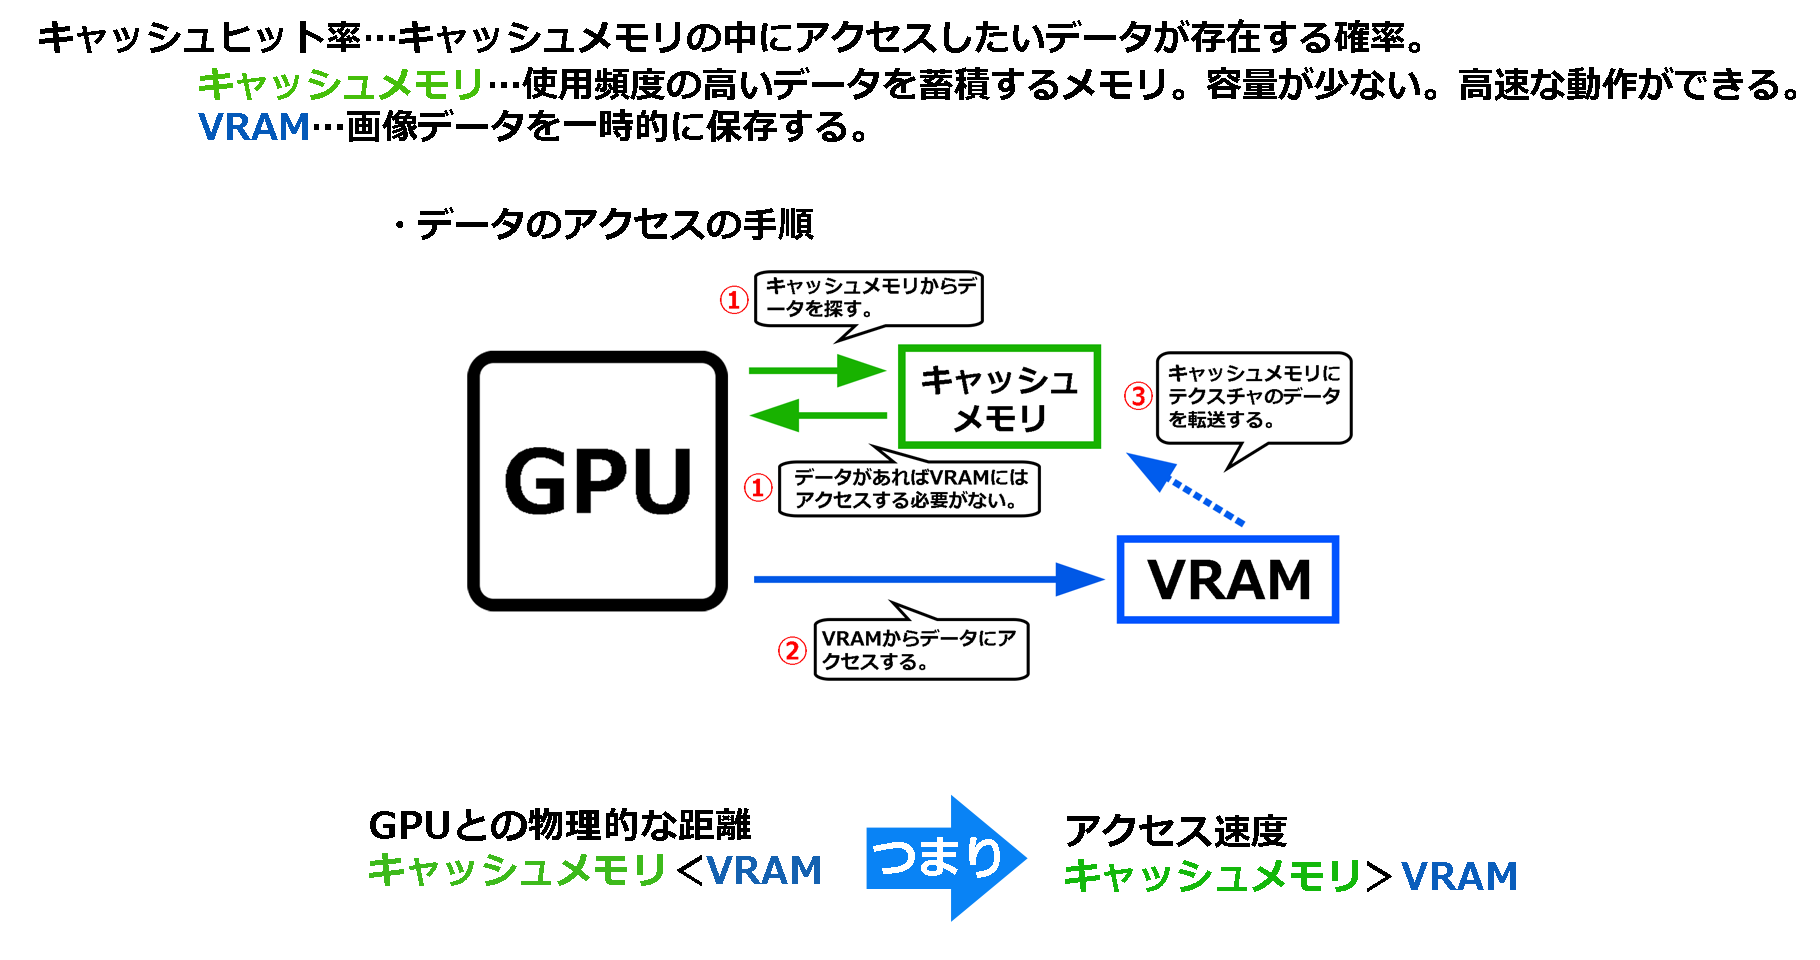 キャッシュヒット率…キャッシュメモリの中にアクセスしたいデータが存在する確率。
キャッシュメモリ…使用頻度の高いデータを蓄積するメモリ。容量が少ない。高速な動作ができる。
VRAM…画像データを一時的に保存する。
・データのアクセスの手順
① キャッシュメモリからデ
ータを探す。
GPU
キャッシュ
メモリ
③ キャッシュメモリに
テクスチャのデータ
を転送する。
① データがあればVRAMには
アクセスする必要がない。
VRAM
② VRAMからデータにア
クセスする。
GPUとの物理的な距離
キャッシュメモリ＜VRAM
つまり
アクセス速度
キャッシュメモリ＞VRAM